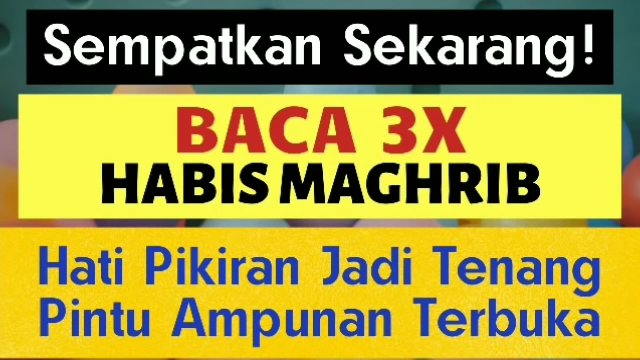 Sempatkan Sekarang!
BACA 3X
HABIS MAGHRIB
Hati Pikiran Jadi Tenang
Pintu Ampunan Terbuka